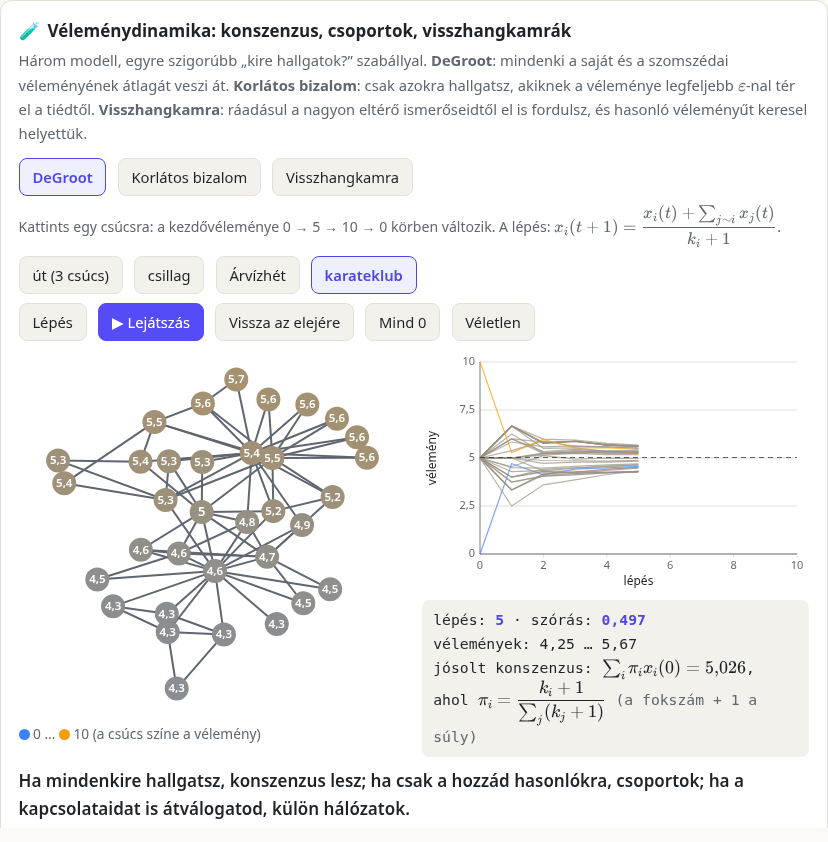 🧪 Véleménydinamika: konszenzus, csoportok, visszhangkamrák
Három modell, egyre szigorúbb „kire hallgatok?” szabállyal. DeGroot: mindenki a saját és a szomszédai
véleményének átlagát veszi át. Korlátos bizalom: csak azokra hallgatsz, akiknek a véleménye legfeljebb ε-nal tér
el a tiédtől. Visszhangkamra: ráadásul a nagyon eltérő ismerőseidtől el is fordulsz, és hasonló véleményűt keresel
helyettük.
DeGroot Korlátos bizalom Visszhangkamra
Kattints egy csúcsra: a kezdővéleménye 0 → 5 → 10 → 0 körben változik. A lépés: x_i(t + 1) = (x_i(t) + ∑_{j∼i} x_j(t)) / (k_i + 1).
út (3 csúcs) csillag Árvízhét karateklub
Lépés ▶ Lejátszás Vissza az elejére Mind 0 Véletlen
5,7
5,6 5,6 5,6
5,5 5,6
5,6
5,3 5,4 5,3 5,3 5,4 5,5 5,6
5,4
5,3 5,2
5 4,8 5,2 4,9
4,6 4,6 4,7
4,5 4,6
4,5
4,3 4,3 4,5
4,3 4,3 4,3
4,3
0 ... 10 (a csúcs színe a vélemény)
10
7,5
5
2,5
0
vélemény
0 2 4 6 8 10
lépés
lépés: 5 · szórás: 0,497
vélemények: 4,25 … 5,67
jósolt konszenzus: ∑_i π_i x_i(0) = 5,026,
ahol π_i = (k_i + 1) / ∑_j(k_j + 1) (a fokszám + 1 a
súly)
Ha mindenkire hallgatsz, konszenzus lesz; ha csak a hozzád hasonlókra, csoportok; ha a
kapcsolataidat is átválogatod, külön hálózatok.